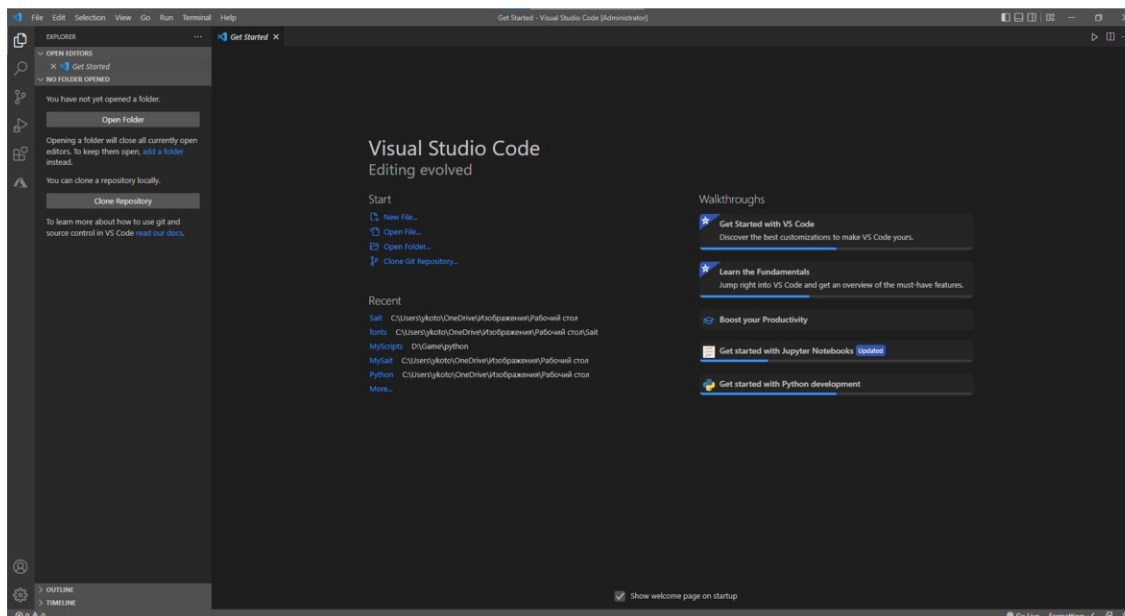 File Edit Selection View Go Run Terminal Help
Get Started - Visual Studio Code [Administrator]
EXPLORER
Get Started
OPEN EDITORS
Get Started
NO FOLDER OPENED
You have not yet opened a folder.
Open Folder
Opening a folder will close all currently open
editors. To keep them open, add a folder
instead.
You can clone a repository locally.
Clone Repository
To learn more about how to use git and
source control in VS Code read our docs.
OUTLINE
TIMELINE
Visual Studio Code
Editing evolved
Start
New File...
Open File...
Open Folder...
Clone Git Repository...
Recent
Sait C:\Users\ykoto\OneDrive\Изображения\Рабочий стол
fonts C:\Users\ykoto\OneDrive\Изображения\Рабочий стол\Sait
MyScripts D:\Game\python
MySait C:\Users\ykoto\OneDrive\Изображения\Рабочий стол
Python C:\Users\ykoto\OneDrive\Изображения\Рабочий стол
More...
Walkthroughs
Get Started with VS Code
Discover the best customizations to make VS Code yours.
Learn the Fundamentals
Jump right into VS Code and get an overview of the must-have features.
Boost your Productivity
Get started with Jupyter Notebooks Updated
Get started with Python development
Show welcome page on startup
Go Live